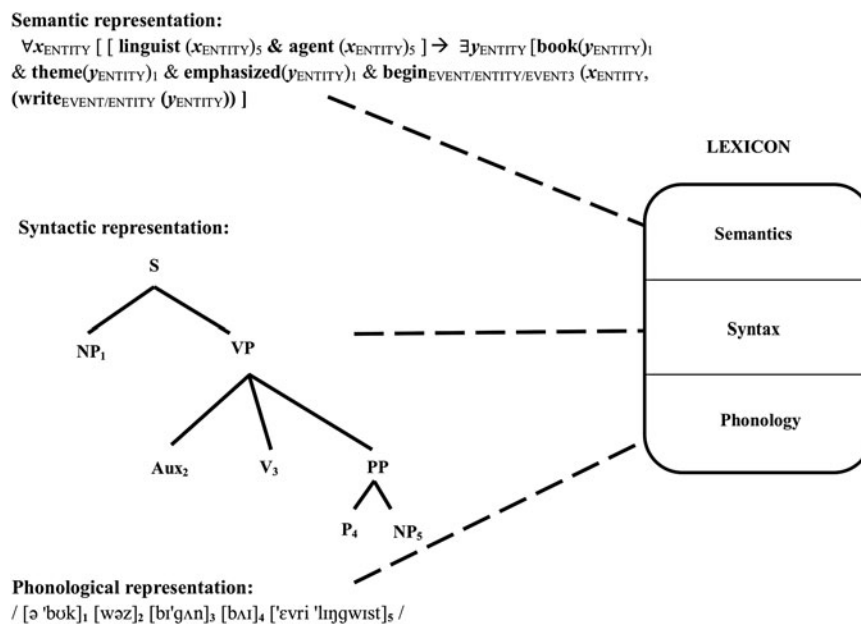 Semantic representation:
∀xENTITY [ [ linguist (xENTITY)5 & agent (xENTITY)5 ] → ∃yENTITY [book(yENTITY)1
& theme(yENTITY)1 & emphasized(yENTITY)1 & beginEVENT/ENTITY/EVENT3 (xENTITY,
(writeEVENT/ENTITY (yENTITY)) ]
LEXICON
Semantics
Syntactic representation:
S
NP1 VP
Syntax
Phonology
Aux2 V3 PP
P4 NP5
Phonological representation:
/ [ə ˈbʊk]1 [wəz]2 [bɪˈgʌn]3 [bʌɪ]4 [ˈɛvri ˈlɪŋgwɪst]5 /